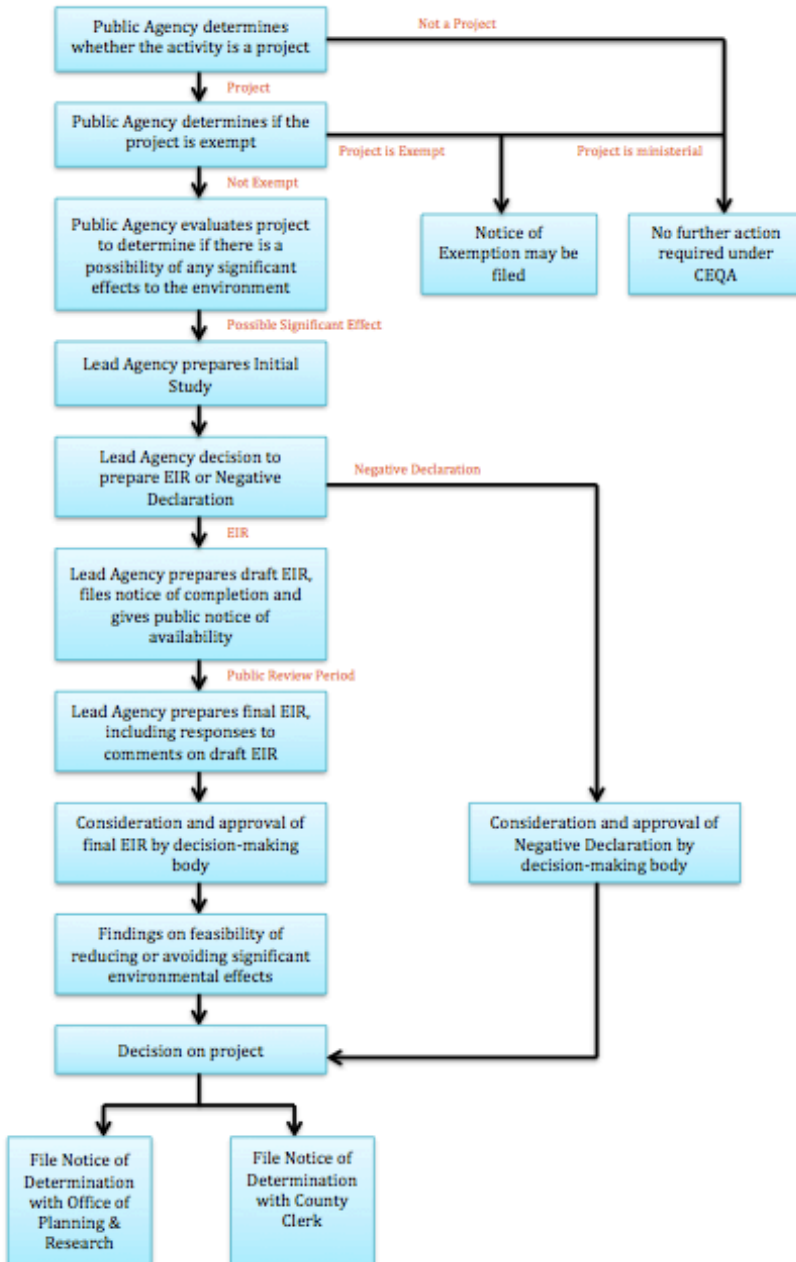 Public Agency determines
whether the activity is a project
Not a Project
Project
Public Agency determines if the
project is exempt
Project is Exempt
Project is ministerial
Not Exempt
Public Agency evaluates project
to determine if there is a
possibility of any significant
effects to the environment
Notice of
Exemption may be
filed
No further action
required under
CEQA
Possible Significant Effect
Lead Agency prepares Initial
Study
Lead Agency decision to
prepare EIR or Negative
Declaration
Negative Declaration
EIR
Lead Agency prepares draft EIR,
files notice of completion and
gives public notice of
availability
Public Review Period
Lead Agency prepares final EIR,
including responses to
comments on draft EIR
Consideration and approval of
final EIR by decision-making
body
Consideration and approval of
Negative Declaration by
decision-making body
Findings on feasibility of
reducing or avoiding significant
environmental effects
Decision on project
File Notice of
Determination
with Office of
Planning &
Research
File Notice of
Determination
with County
Clerk